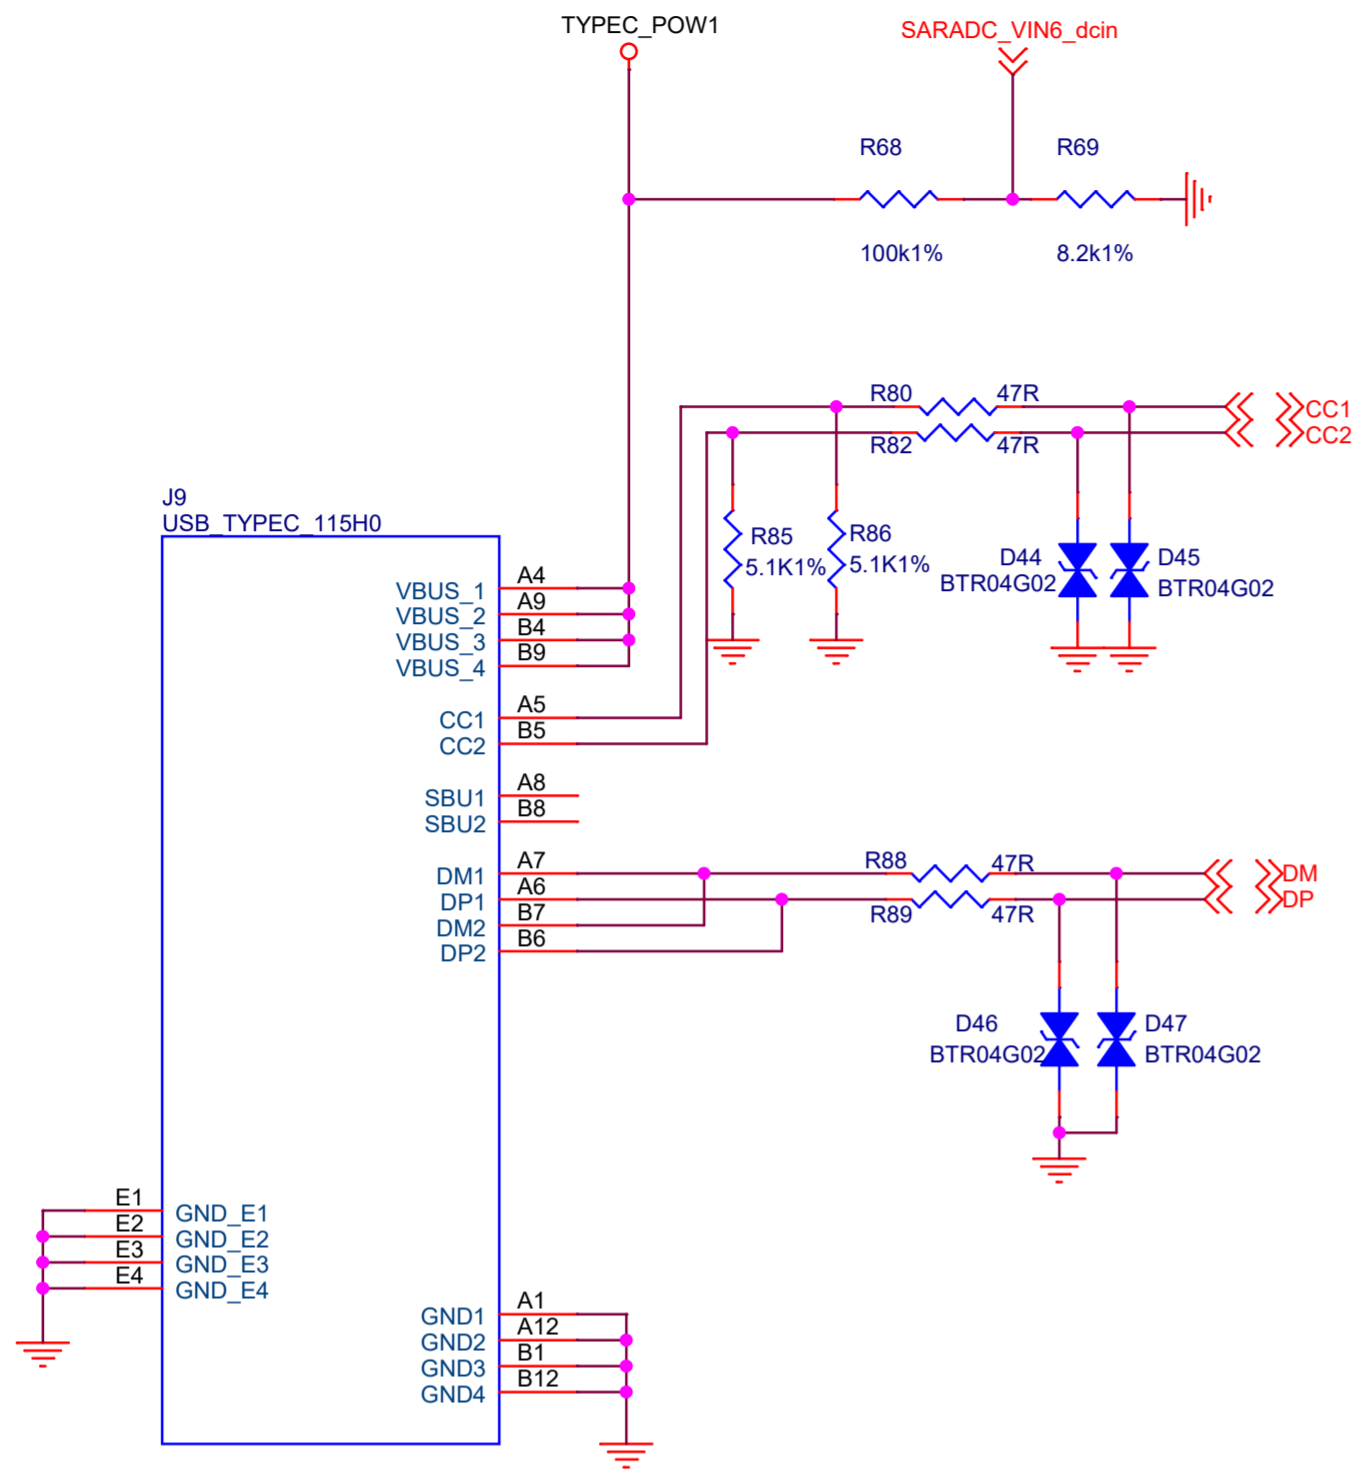 TYPEC_POW1
SARADC_VIN6_dcin
R68
R69
100k1%
8.2k1%
R80
47R
CC1
R82
47R
CC2
J9
USB_TYPEC_115H0
R85
5.1K1%
R86
5.1K1%
D44
BTR04G02
D45
BTR04G02
VBUS_1
A4
VBUS_2
A9
VBUS_3
B4
VBUS_4
B9
CC1
A5
CC2
B5
SBU1
A8
SBU2
B8
DM1
A7
DP1
A6
DM2
B7
DP2
B6
R88
47R
DM
R89
47R
DP
D46
BTR04G02
D47
BTR04G02
E1
GND_E1
E2
GND_E2
E3
GND_E3
E4
GND_E4
GND1
A1
GND2
A12
GND3
B1
GND4
B12